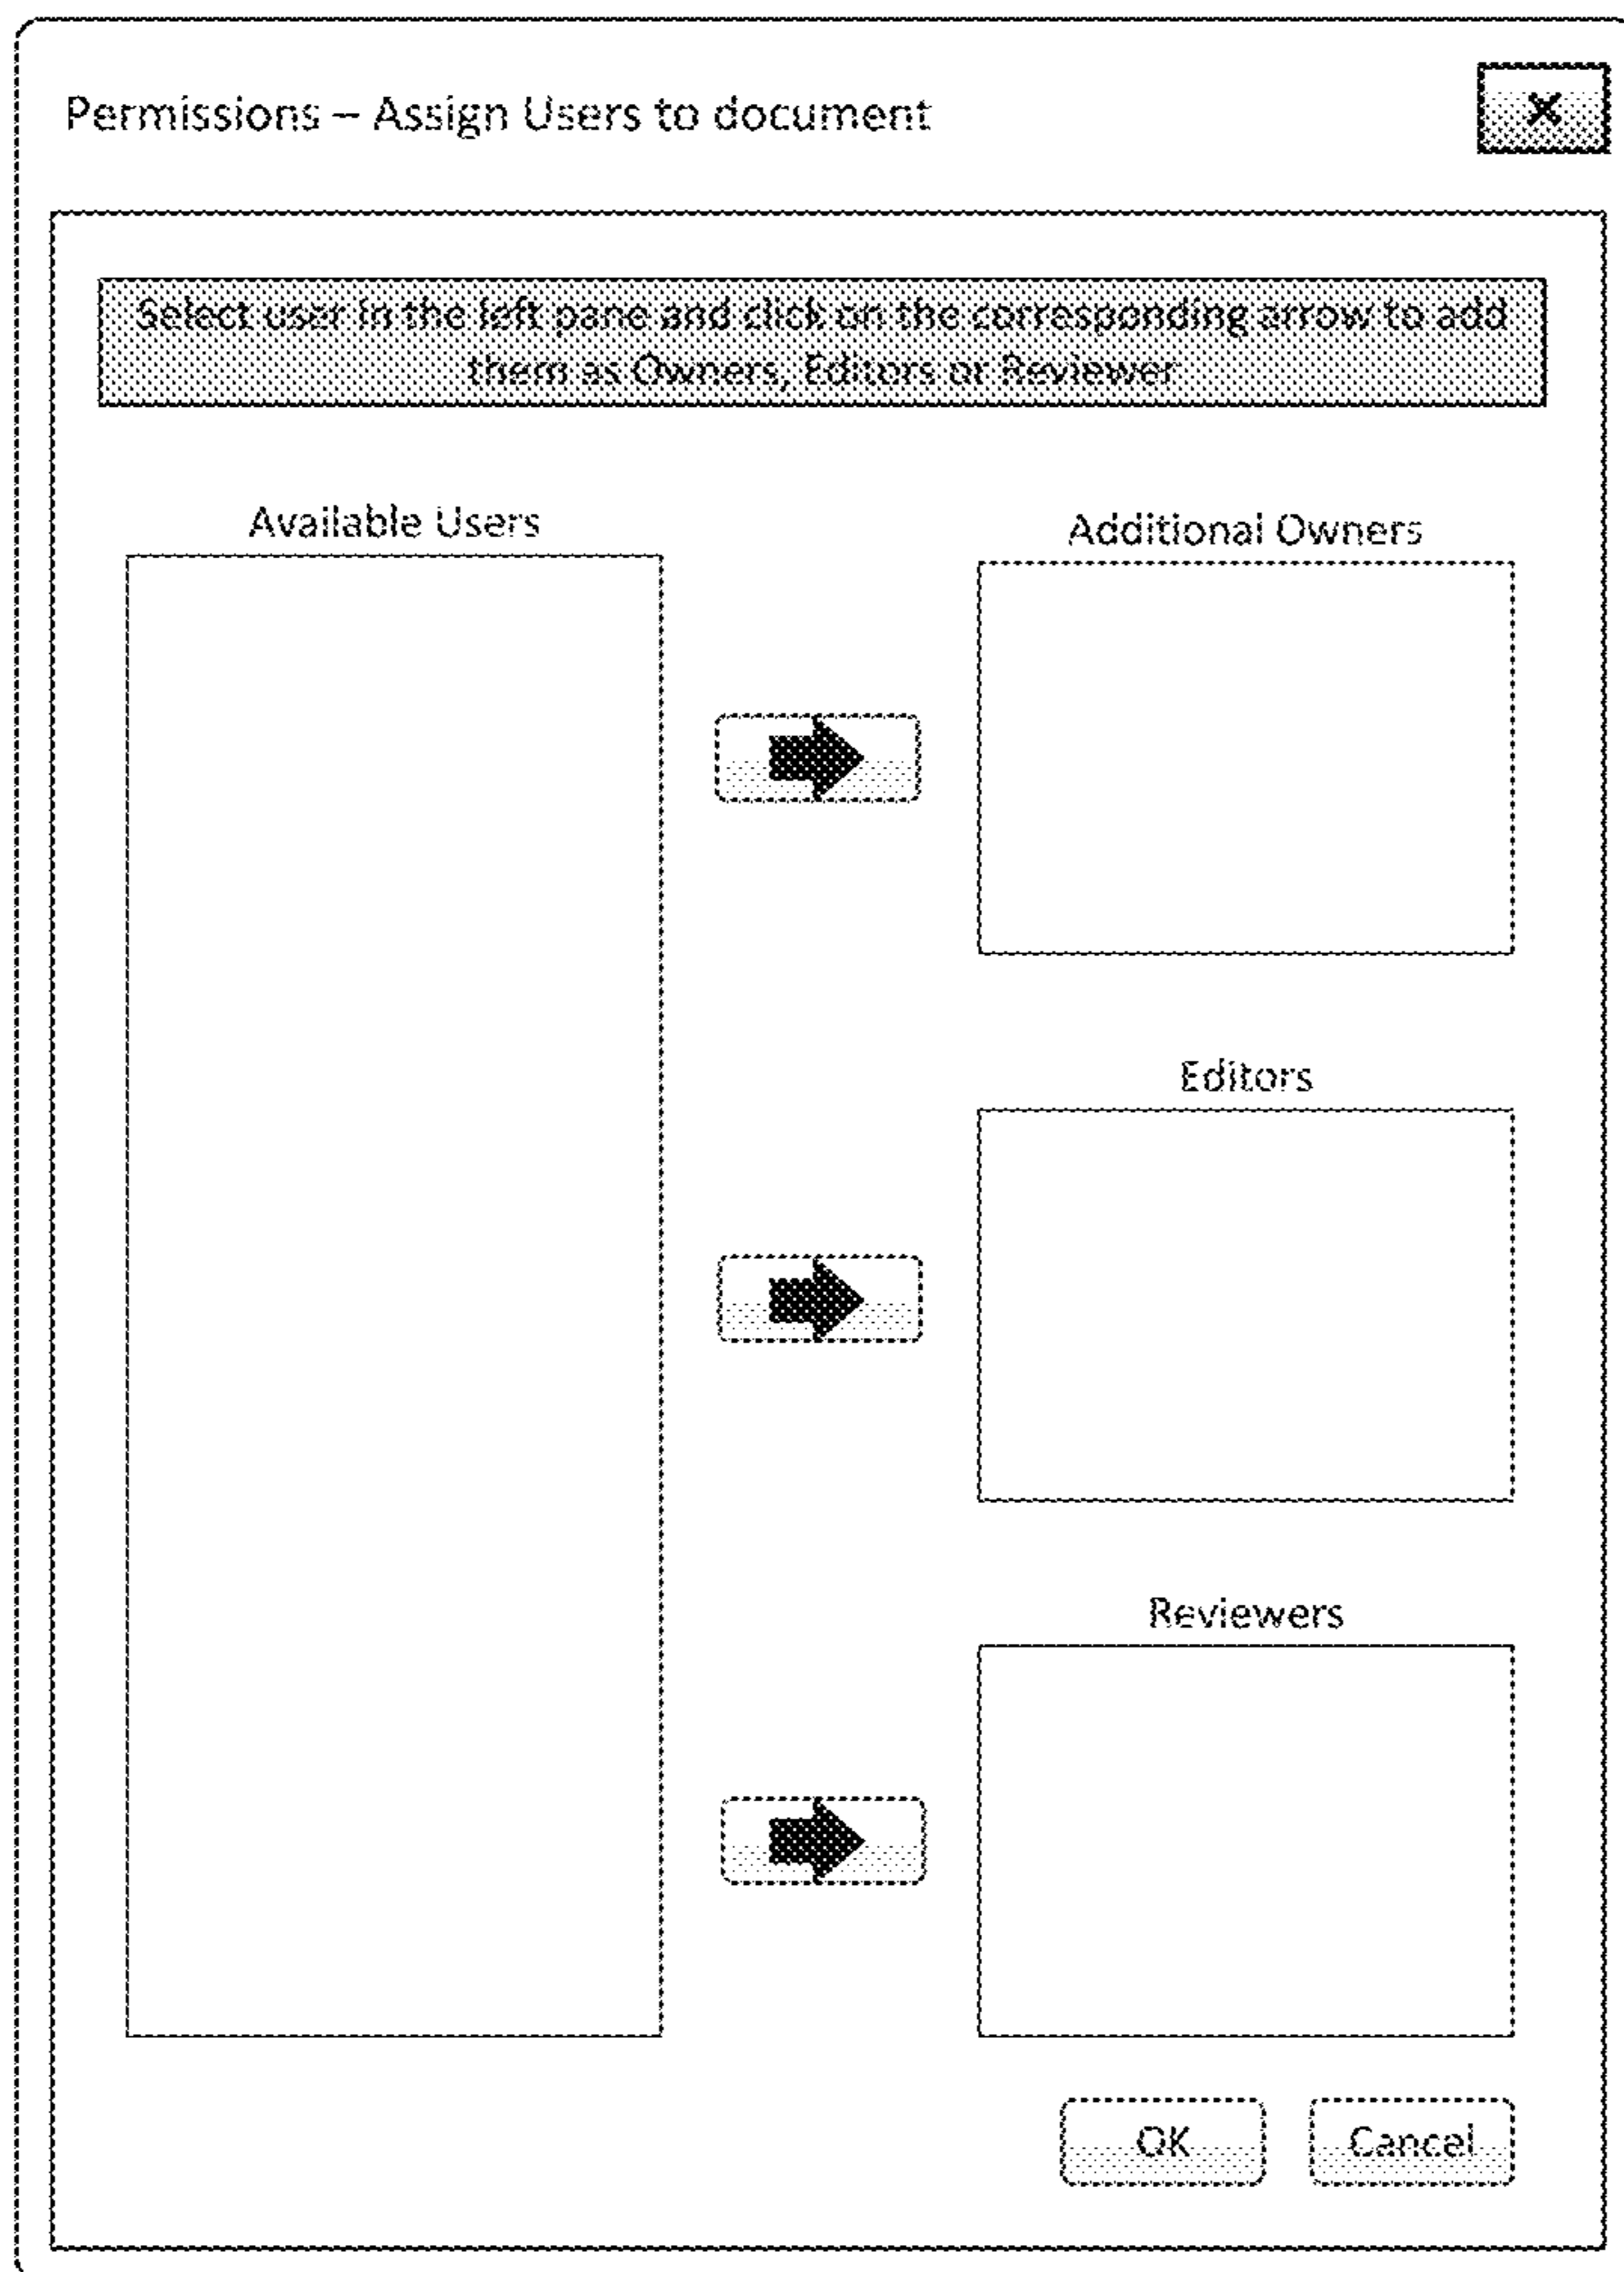 Permissions – Assign Users to document
X
Select user in the left pane and click on the corresponding arrow to add
them as Owners, Editors or Reviewer
Available Users
Additional Owners
Editors
Reviewers
OK
Cancel